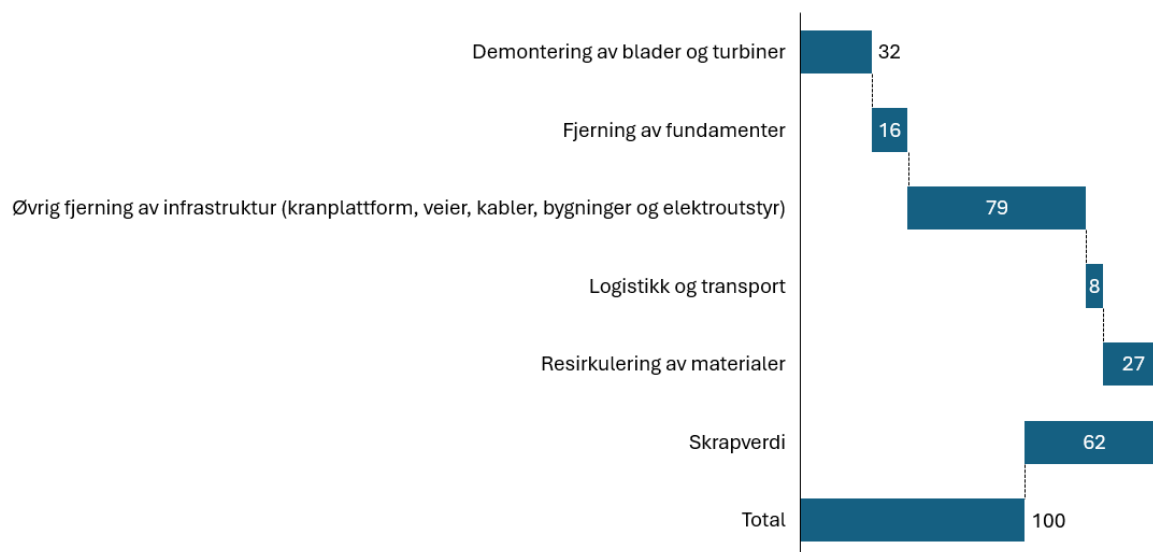 Demontering av blader og turbiner 32
Fjerning av fundamenter 16
Øvrig fjerning av infrastruktur (kranplattform, veier, kabler, bygninger og elektroutstyr) 79
Logistikk og transport 8
Resirkulering av materialer 27
Skrapverdi 62
Total 100